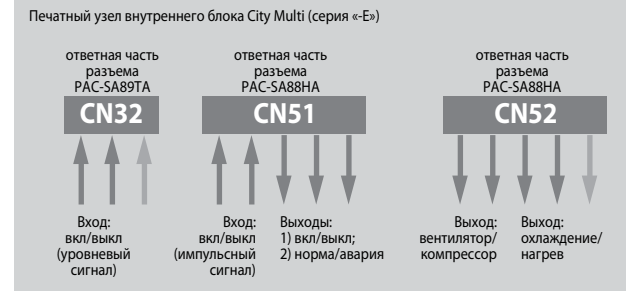 Печатный узел внутреннего блока City Multi (серия «-E»)
ответная часть
разъема
PAC-SA89TA
CN32
Вход:
вкл/выкл
(уровневый
сигнал)
ответная часть
разъема
PAC-SA88HA
CN51
Вход:
вкл/выкл
(импульсный
сигнал)
Выходы:
1) вкл/выкл;
2) норма/авария
ответная часть
разъема
PAC-SA88HA
CN52
Выход:
вентилятор/
компрессор
Выход:
охлаждение/
нагрев